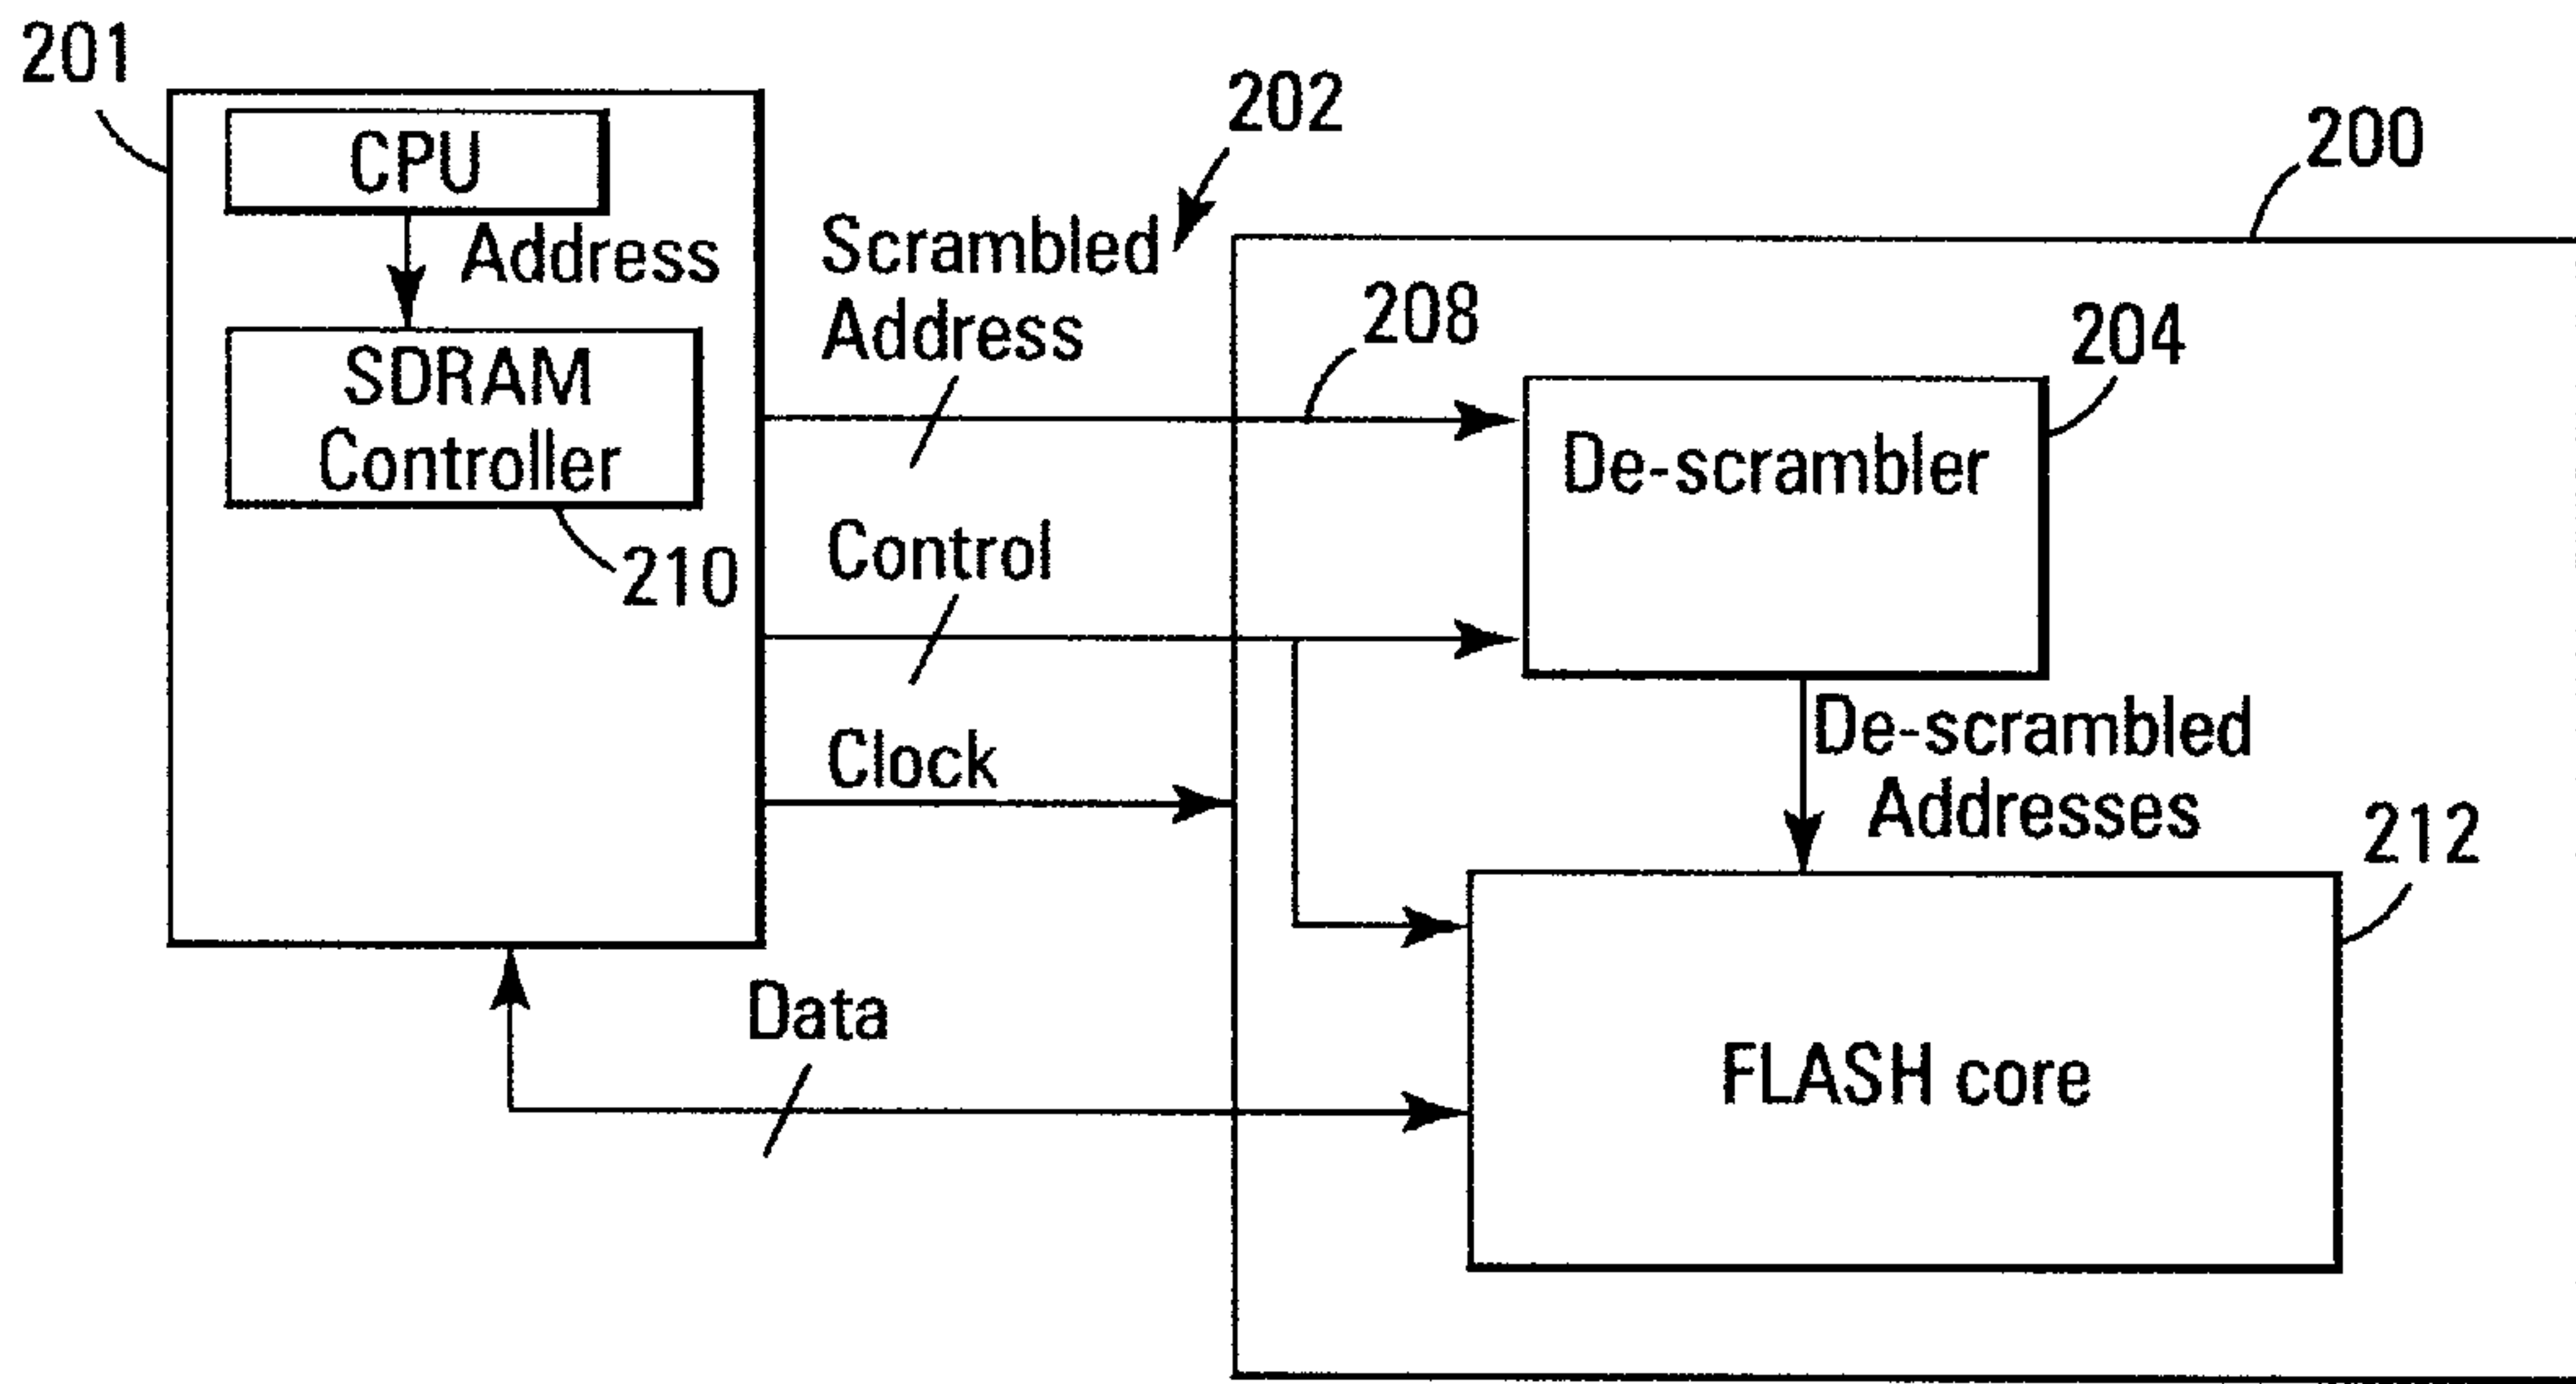 201
CPU
Address
SDRAM
Controller
210
202
Scrambled
Address
Control
Clock
Data
200
208
204
De-scrambler
De-scrambled
Addresses
212
FLASH core